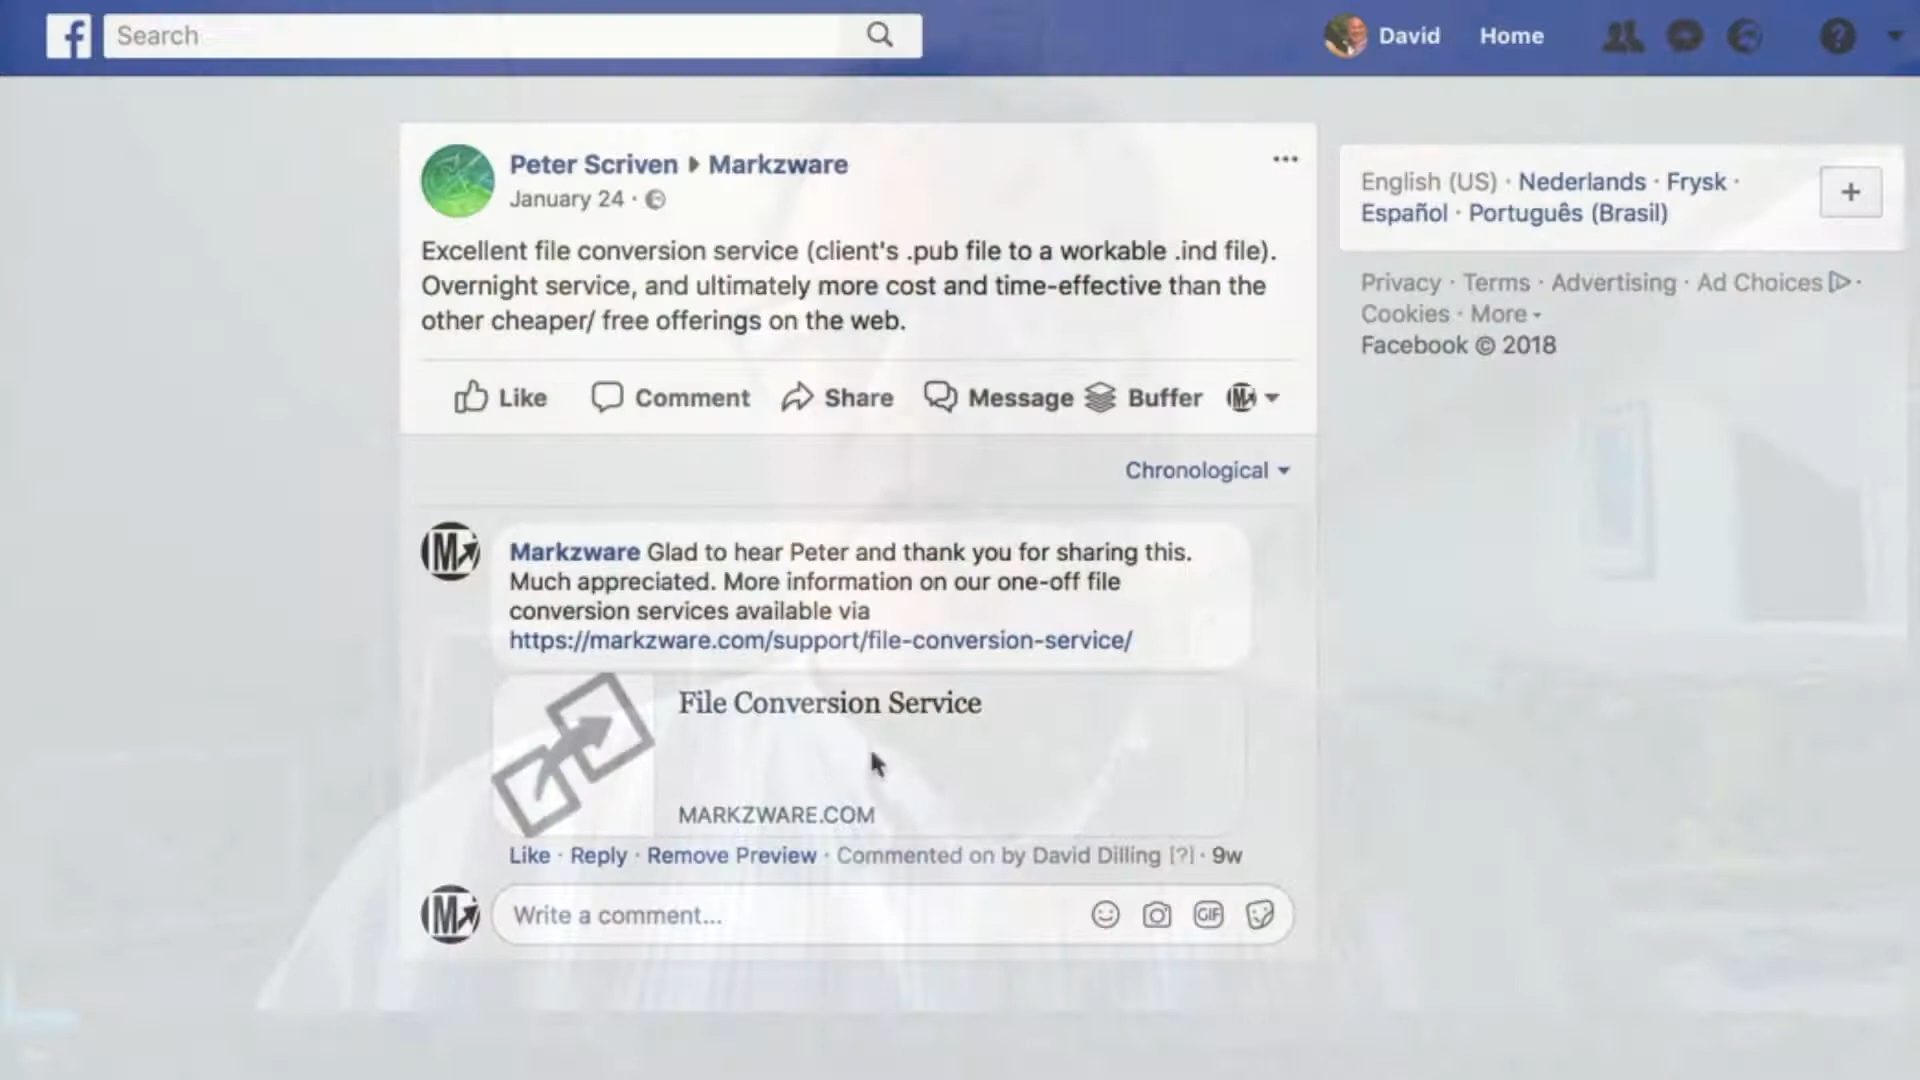 Search
David
Home
Peter Scriven ▸ Markzware
January 24 ·
Excellent file conversion service (client's .pub file to a workable .ind file).
Overnight service, and ultimately more cost and time-effective than the
other cheaper/ free offerings on the web.
Like
Comment
Share
Message
Buffer
Chronological
Markzware Glad to hear Peter and thank you for sharing this.
Much appreciated. More information on our one-off file
conversion services available via
https://markzware.com/support/file-conversion-service/
File Conversion Service
MARKZWARE.COM
Like · Reply · Remove Preview · Commented on by David Dilling [?] · 9w
Write a comment...
GIF
English (US) · Nederlands · Frysk ·
Español · Português (Brasil)
Privacy · Terms · Advertising · Ad Choices ·
Cookies · More
Facebook © 2018